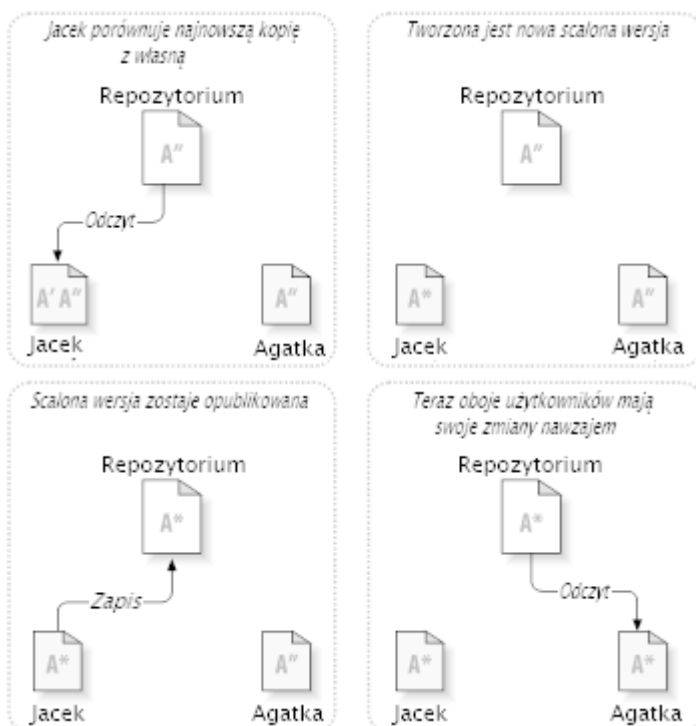 Jacek porównuje najnowszą kopię
z własną
Repozytorium
A"
Odczyt
A' A"
A"
Jacek
Agatka
Tworzona jest nowa scalona wersja
Repozytorium
A"
A*
A"
Jacek
Agatka
Scalona wersja zostaje opublikowana
Repozytorium
A*
Zapis
A*
A"
Jacek
Agatka
Teraz oboje użytkowników mają
swoje zmiany nawzajem
Repozytorium
A*
Odczyt
A*
A*
Jacek
Agatka